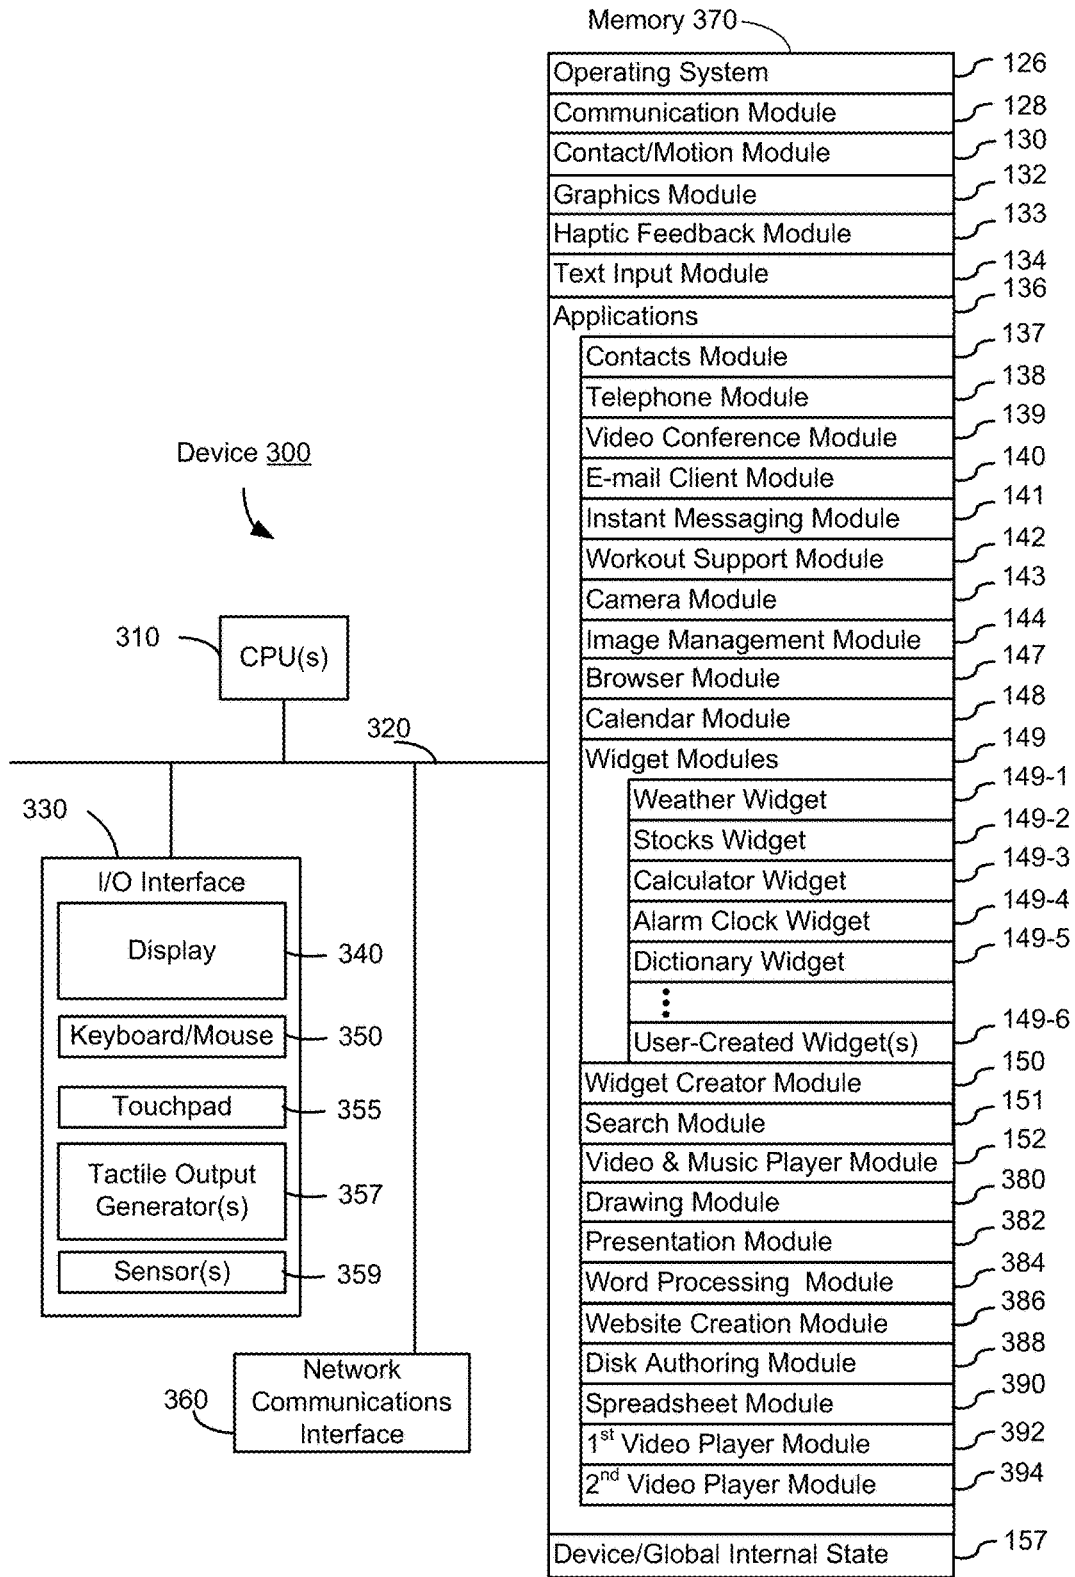 Memory 370
Operating System 126
Communication Module 128
Contact/Motion Module 130
Graphics Module 132
Haptic Feedback Module 133
Text Input Module 134
Applications 136
Contacts Module 137
Telephone Module 138
Video Conference Module 139
E-mail Client Module 140
Instant Messaging Module 141
Workout Support Module 142
Camera Module 143
Image Management Module 144
Browser Module 147
Calendar Module 148
Widget Modules 149
Weather Widget 149-1
Stocks Widget 149-2
Calculator Widget 149-3
Alarm Clock Widget 149-4
Dictionary Widget 149-5
User-Created Widget(s) 149-6
Widget Creator Module 150
Search Module 151
Video & Music Player Module 152
Drawing Module 380
Presentation Module 382
Word Processing Module 384
Website Creation Module 386
Disk Authoring Module 388
Spreadsheet Module 390
1st Video Player Module 392
2nd Video Player Module 394
Device/Global Internal State 157
Device 300
310
CPU(s)
320
330
I/O Interface
Display 340
Keyboard/Mouse 350
Touchpad 355
Tactile Output
Generator(s) 357
Sensor(s) 359
360
Network
Communications
Interface